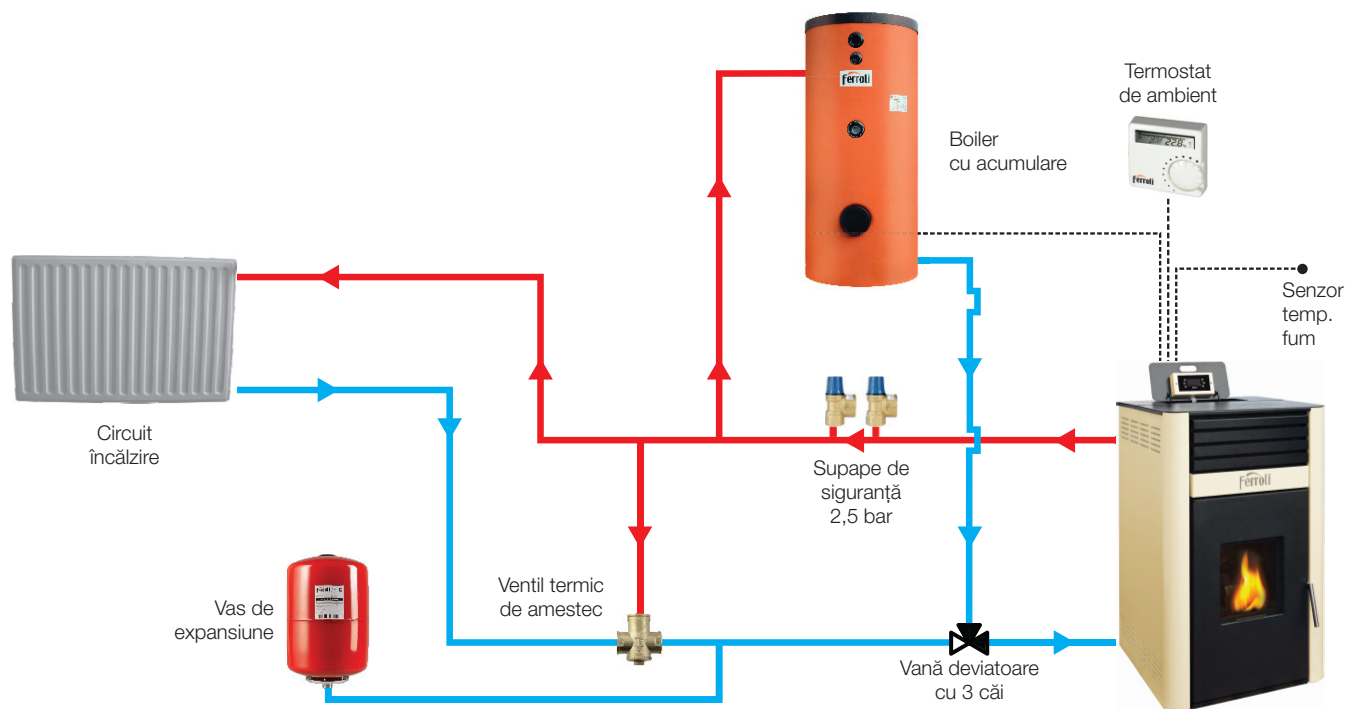 ferroli
Termostat
de ambient
Boiler
cu acumulare
ferroli
Senzor
temp.
fum
Circuit
încălzire
Supape de
siguranță
2,5 bar
ferroli
Vas de
expansiune
Ventil termic
de amestec
Vană deviatoare
cu 3 căi